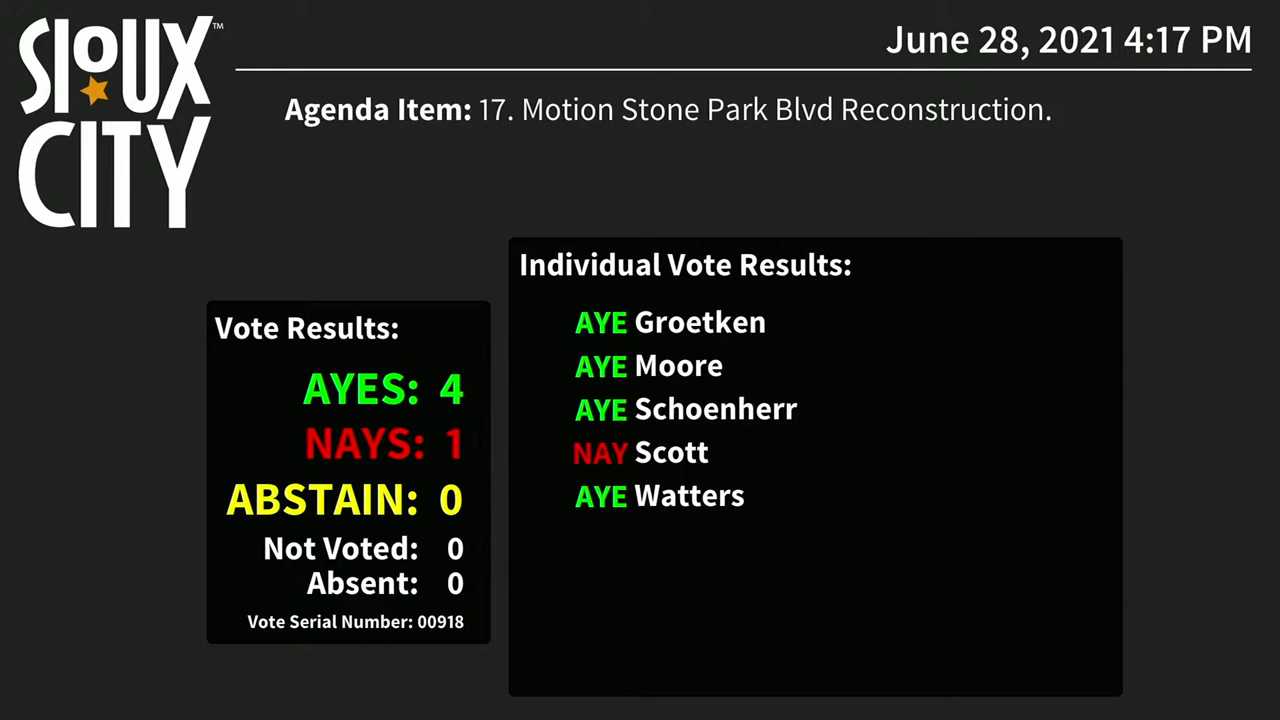 SIOUX
CITY
™
June 28, 2021 4:17 PM
Agenda Item: 17. Motion Stone Park Blvd Reconstruction.
Vote Results:
AYES: 4
NAYS: 1
ABSTAIN: 0
Not Voted: 0
Absent: 0
Vote Serial Number: 00918
Individual Vote Results:
AYE Groetken
AYE Moore
AYE Schoenherr
NAY Scott
AYE Watters